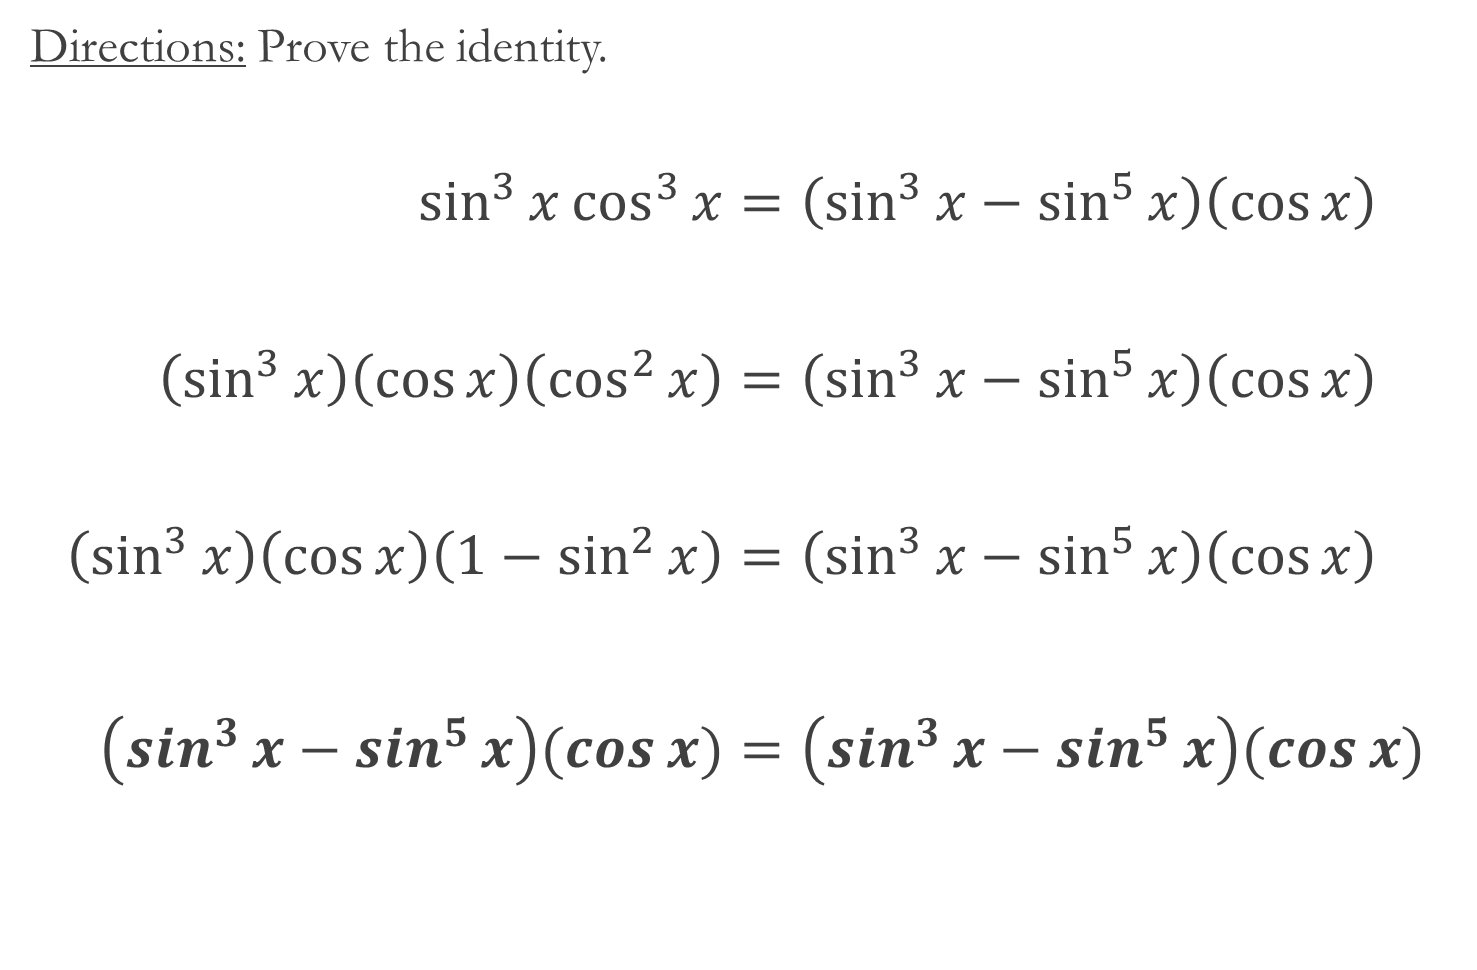 Directions: Prove the identity.
sin³ x cos³ x = (sin³ x − sin⁵ x)(cos x)
(sin³ x)(cos x)(cos² x) = (sin³ x − sin⁵ x)(cos x)
(sin³ x)(cos x)(1 − sin² x) = (sin³ x − sin⁵ x)(cos x)
(sin³ x − sin⁵ x)(cos x) = (sin³ x − sin⁵ x)(cos x)